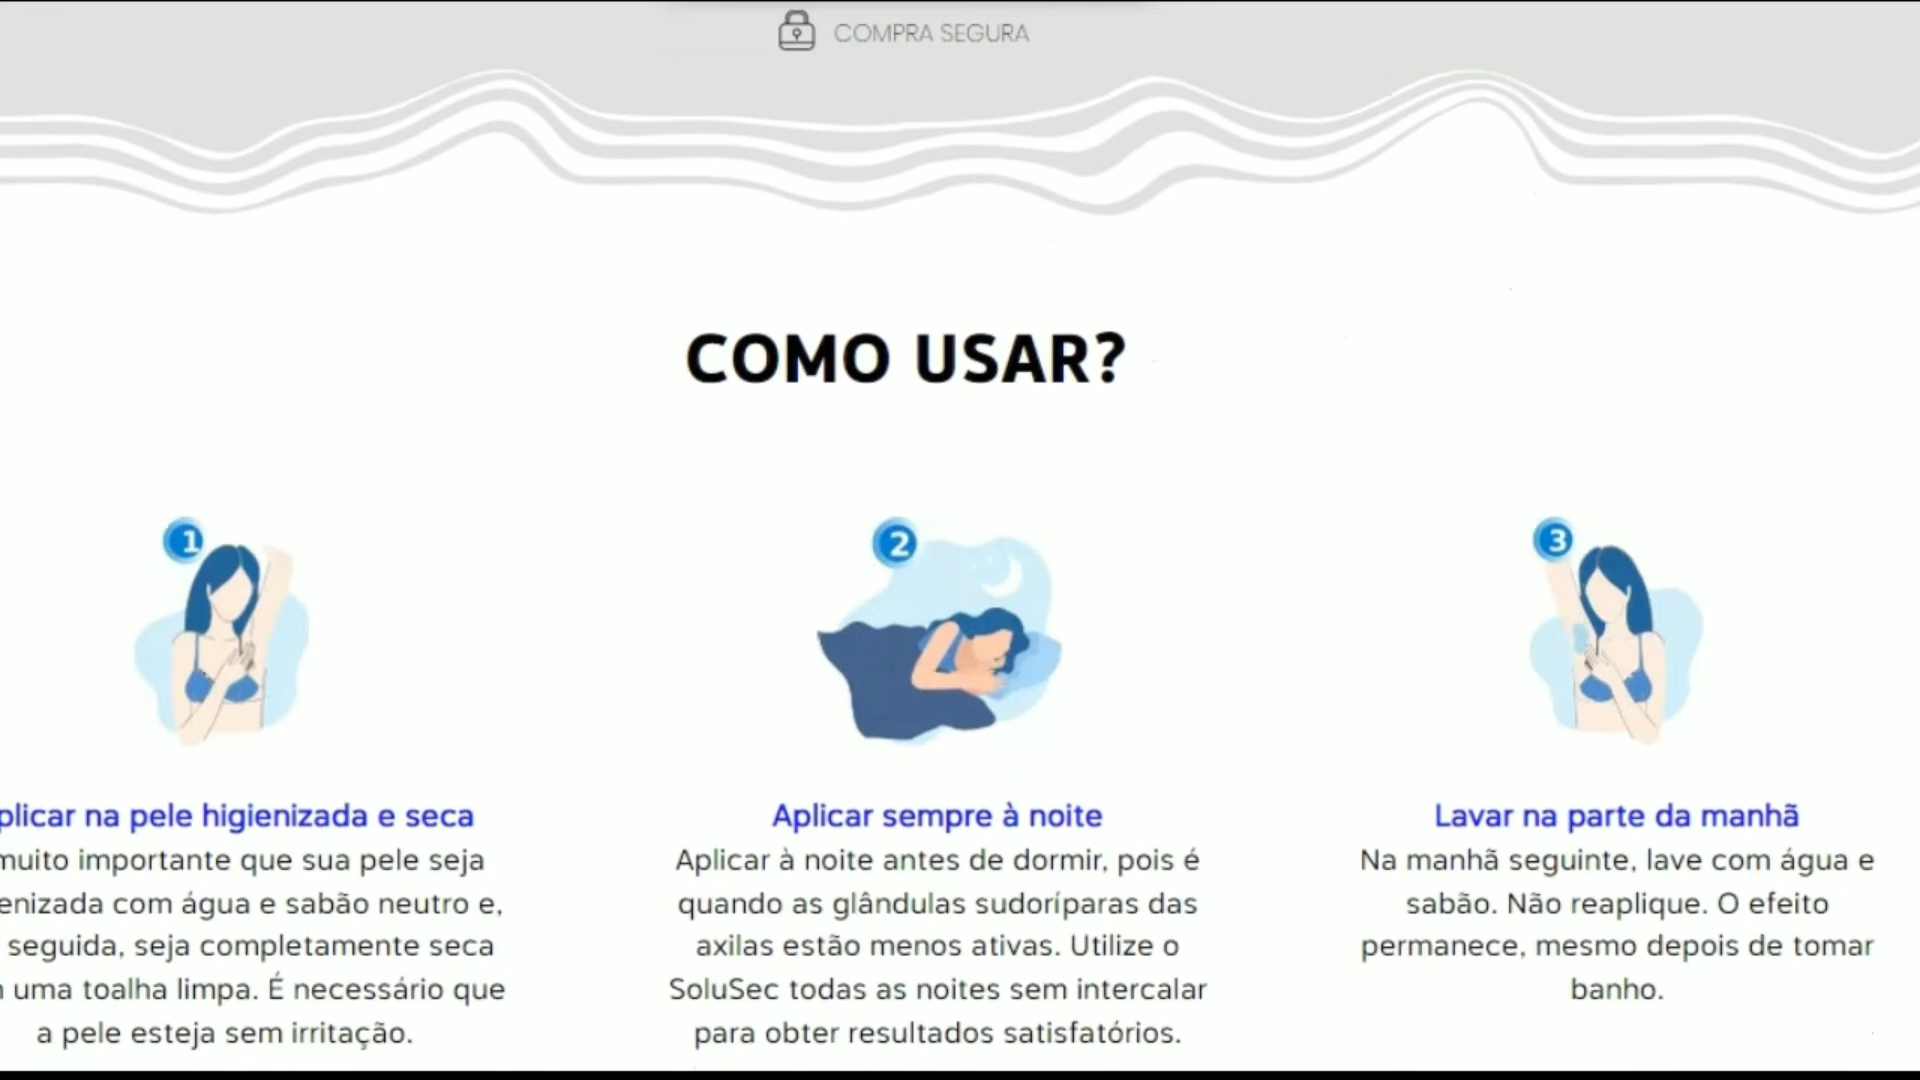 COMPRA SEGURA
COMO USAR?
1
plicar na pele higienizada e seca
muito importante que sua pele seja
enizada com água e sabão neutro e,
seguida, seja completamente seca
uma toalha limpa. É necessário que
a pele esteja sem irritação.
2
Aplicar sempre à noite
Aplicar à noite antes de dormir, pois é
quando as glândulas sudoríparas das
axilas estão menos ativas. Utilize o
SoluSec todas as noites sem intercalar
para obter resultados satisfatórios.
3
Lavar na parte da manhã
Na manhã seguinte, lave com água e
sabão. Não reaplique. O efeito
permanece, mesmo depois de tomar
banho.